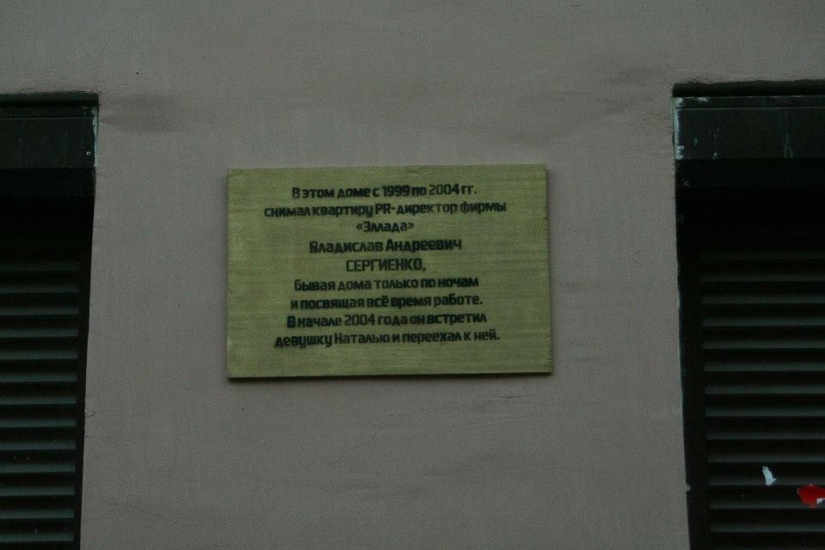 В этом доме с 1999 по 2004 гг.
снимал квартиру PR-директор фирмы
«Эллада»
Владислав Андреевич
СЕРГИЕНКО,
бывая дома только по ночам
и посвящая всё время работе.
В начале 2004 года он встретил
девушку Наталью и переехал к ней.